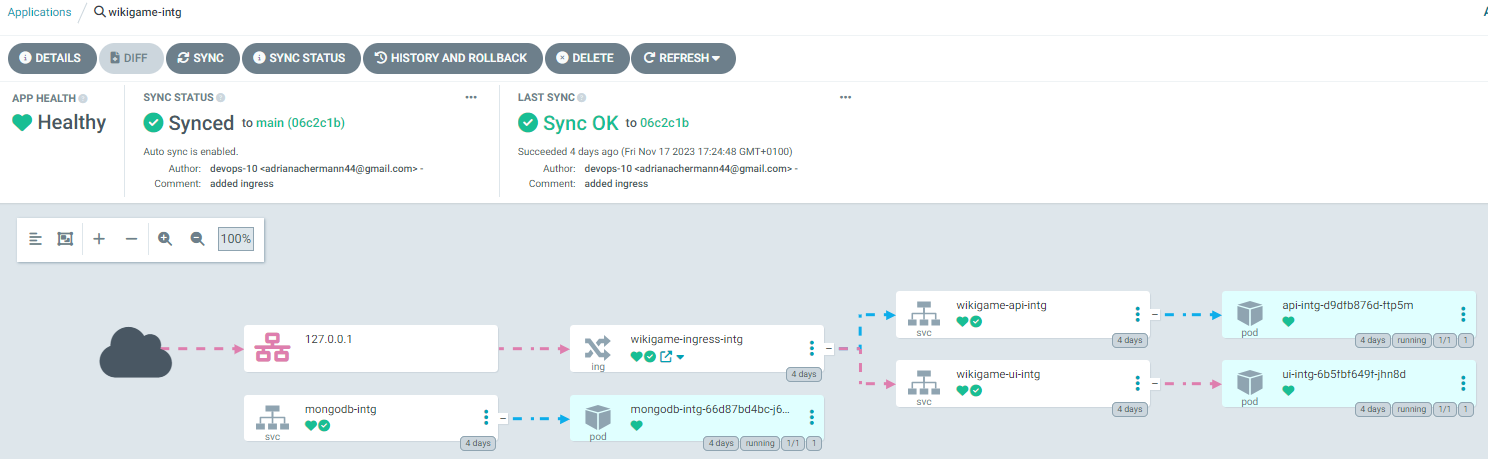 Applications wikigame-intg A
DETAILS DIFF SYNC SYNC STATUS HISTORY AND ROLLBACK DELETE REFRESH
APP HEALTH
Healthy
SYNC STATUS
Synced to main (06c2c1b)
Auto sync is enabled.
Author: devops-10 <adrianachermann44@gmail.com> -
Comment: added ingress
LAST SYNC
Sync OK to 06c2c1b
Succeeded 4 days ago (Fri Nov 17 2023 17:24:48 GMT+0100)
Author: devops-10 <adrianachermann44@gmail.com> -
Comment: added ingress
100%
127.0.0.1
wikigame-ingress-intg
ing
4 days
wikigame-api-intg
svc
4 days
api-intg-d9dfb876d-ftp5m
pod
4 days running 1/1 1
wikigame-ui-intg
svc
4 days
ui-intg-6b5fbf649f-jhn8d
pod
4 days running 1/1 1
mongodb-intg
svc
4 days
mongodb-intg-66d87bd4bc-j6...
pod
4 days running 1/1 1